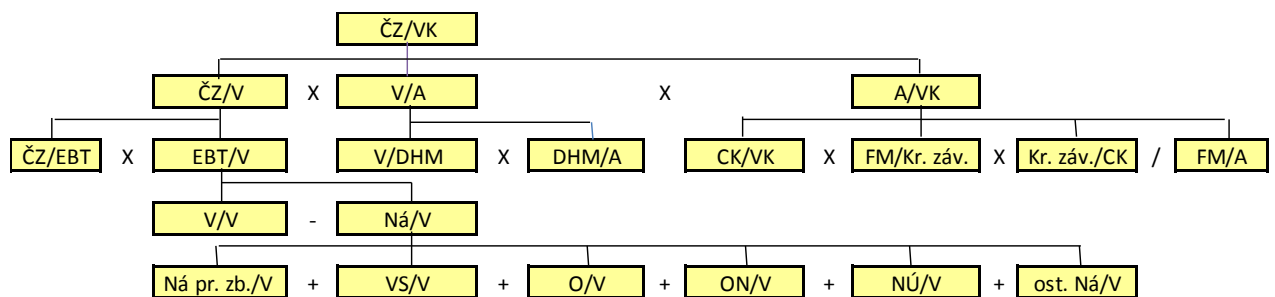 ČZ/VK
ČZ/V X V/A X A/VK
ČZ/EBT X EBT/V V/DHM X DHM/A CK/VK X FM/Kr. záv. X Kr. záv./CK / FM/A
V/V - Ná/V
Ná pr. zb./V + VS/V + O/V + ON/V + NÚ/V + ost. Ná/V